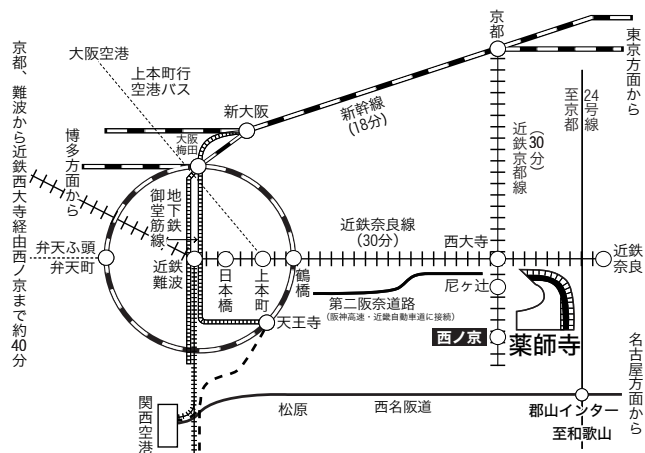 京都
東京方面から
24号線
至京都
大阪空港
上本町行
空港バス
新大阪
大阪
梅田
新幹線
(18分)
近鉄京都線
(30分)
京都、難波から近鉄西大寺経由西ノ京まで約40分
博多方面から
地下鉄
御堂筋線
近鉄奈良線
(30分)
西大寺
近鉄
奈良
弁天ふ頭
弁天町
近鉄
難波
日本橋
上本町
鶴橋
尼ヶ辻
第二阪奈道路
(阪神高速・近畿自動車道に接続)
天王寺
西ノ京
薬師寺
名古屋方面から
関西空港
松原
西名阪道
郡山インター
至和歌山